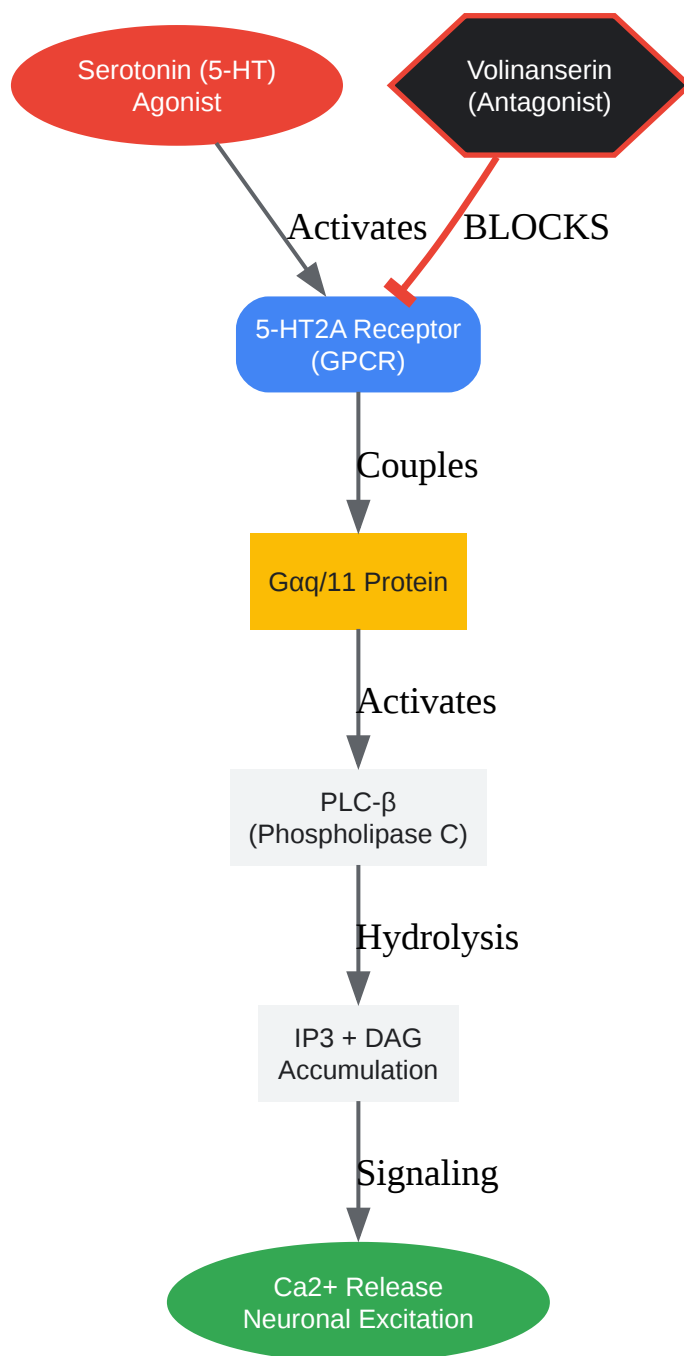 Serotonin (5-HT)
Agonist
Volinanserin
(Antagonist)
Activates
BLOCKS
5-HT2A Receptor
(GPCR)
Couples
Gαq/11 Protein
Activates
PLC-β
(Phospholipase C)
Hydrolysis
IP3 + DAG
Accumulation
Signaling
Ca2+ Release
Neuronal Excitation